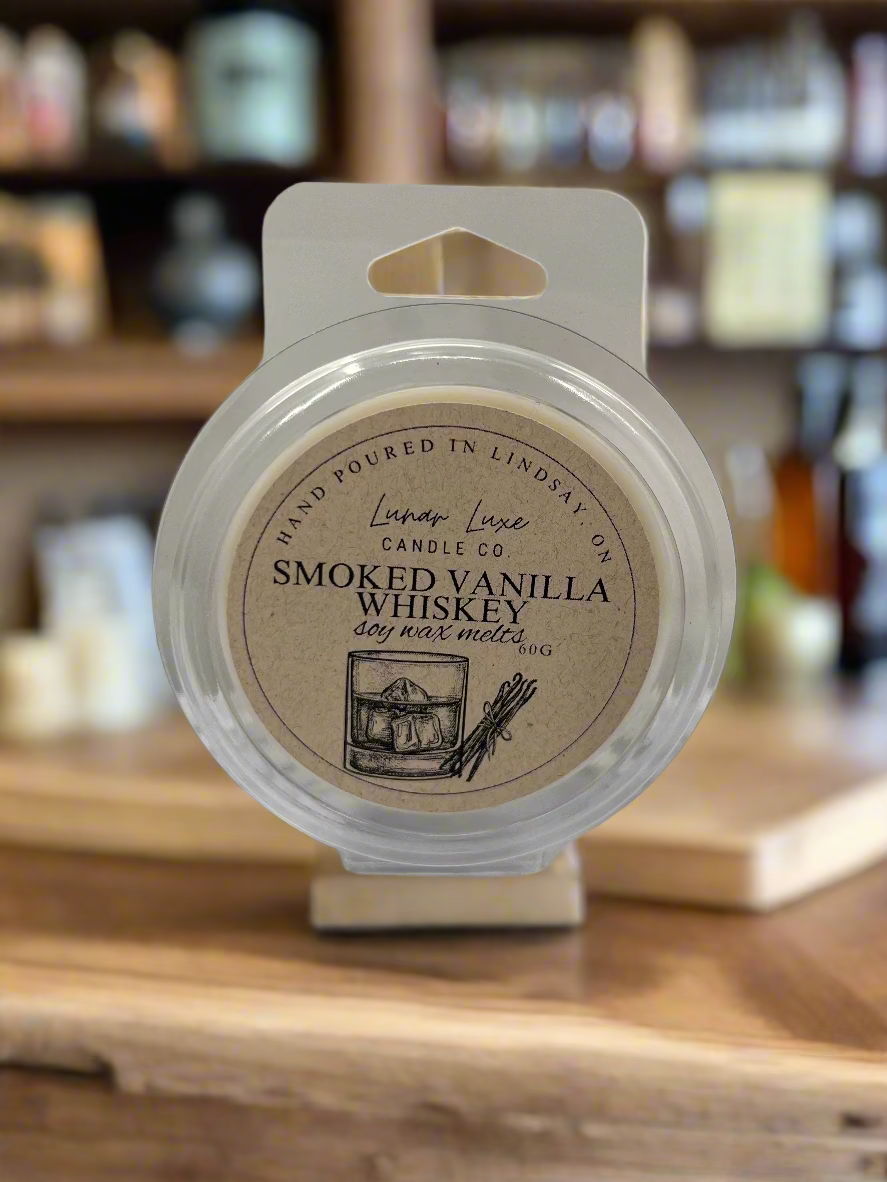 HAND POURED IN LINDSAY, ON
Lunar Luxe
CANDLE CO.
SMOKED VANILLA
WHISKEY
soy wax melts
60G